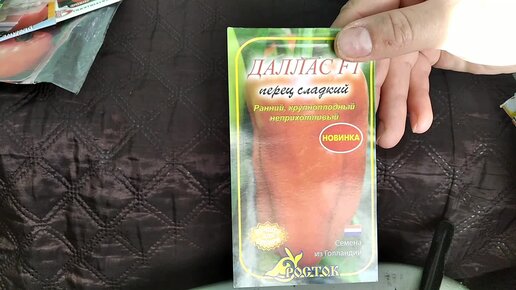 ДАЛЛАС F1
перец сладкий
Ранний, крупноплодный
неприхотливый
НОВИНКА
Семена
из Голландии
РОСТОК